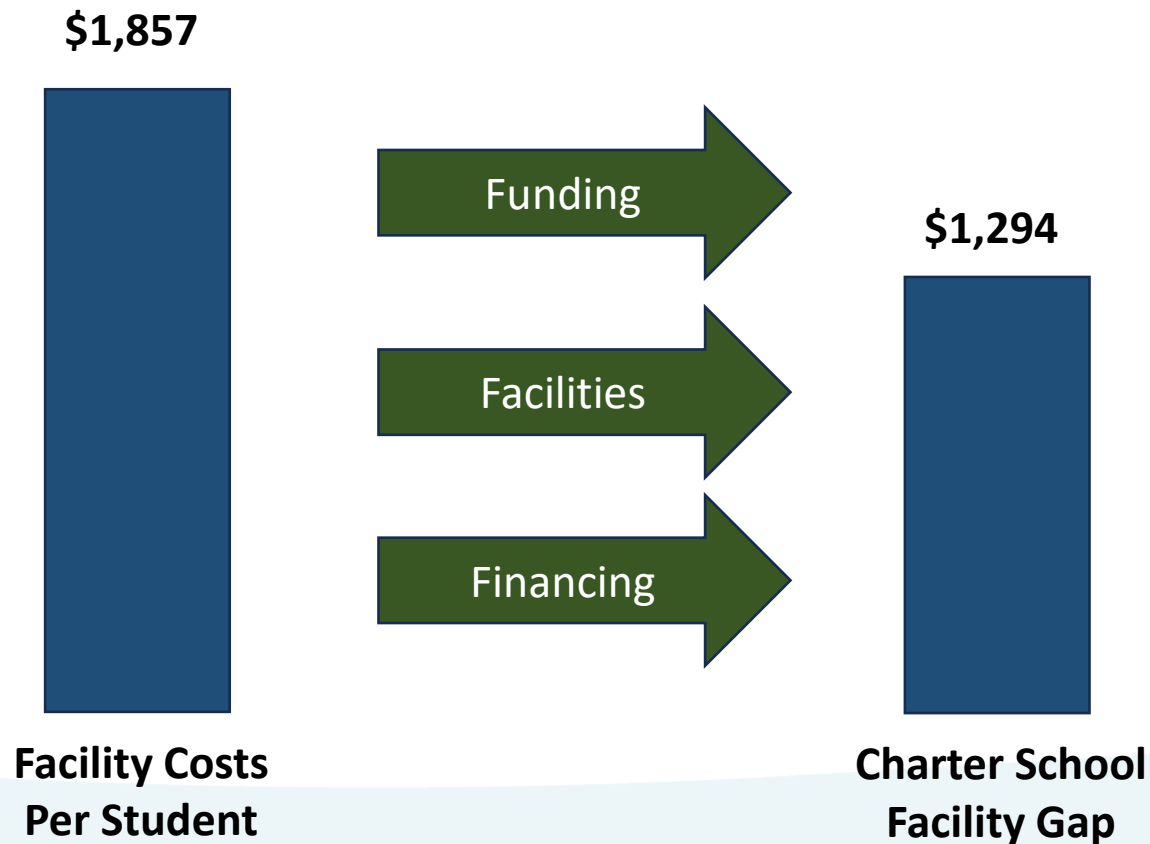 $1,857
Funding
$1,294
Facilities
Financing
Facility Costs
Per Student
Charter School
Facility Gap